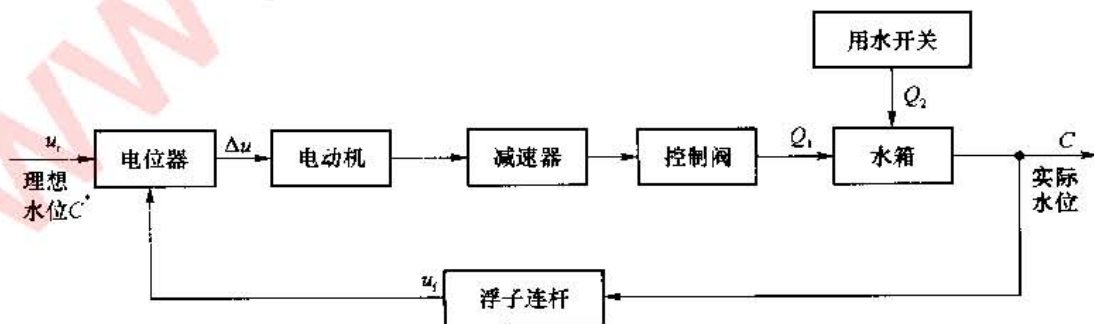 用水开关
Q₂
uᵣ
电位器
Δu
电动机
减速器
控制阀
Q₁
水箱
C
理想
水位C*
实际
水位
u_f
浮子连杆